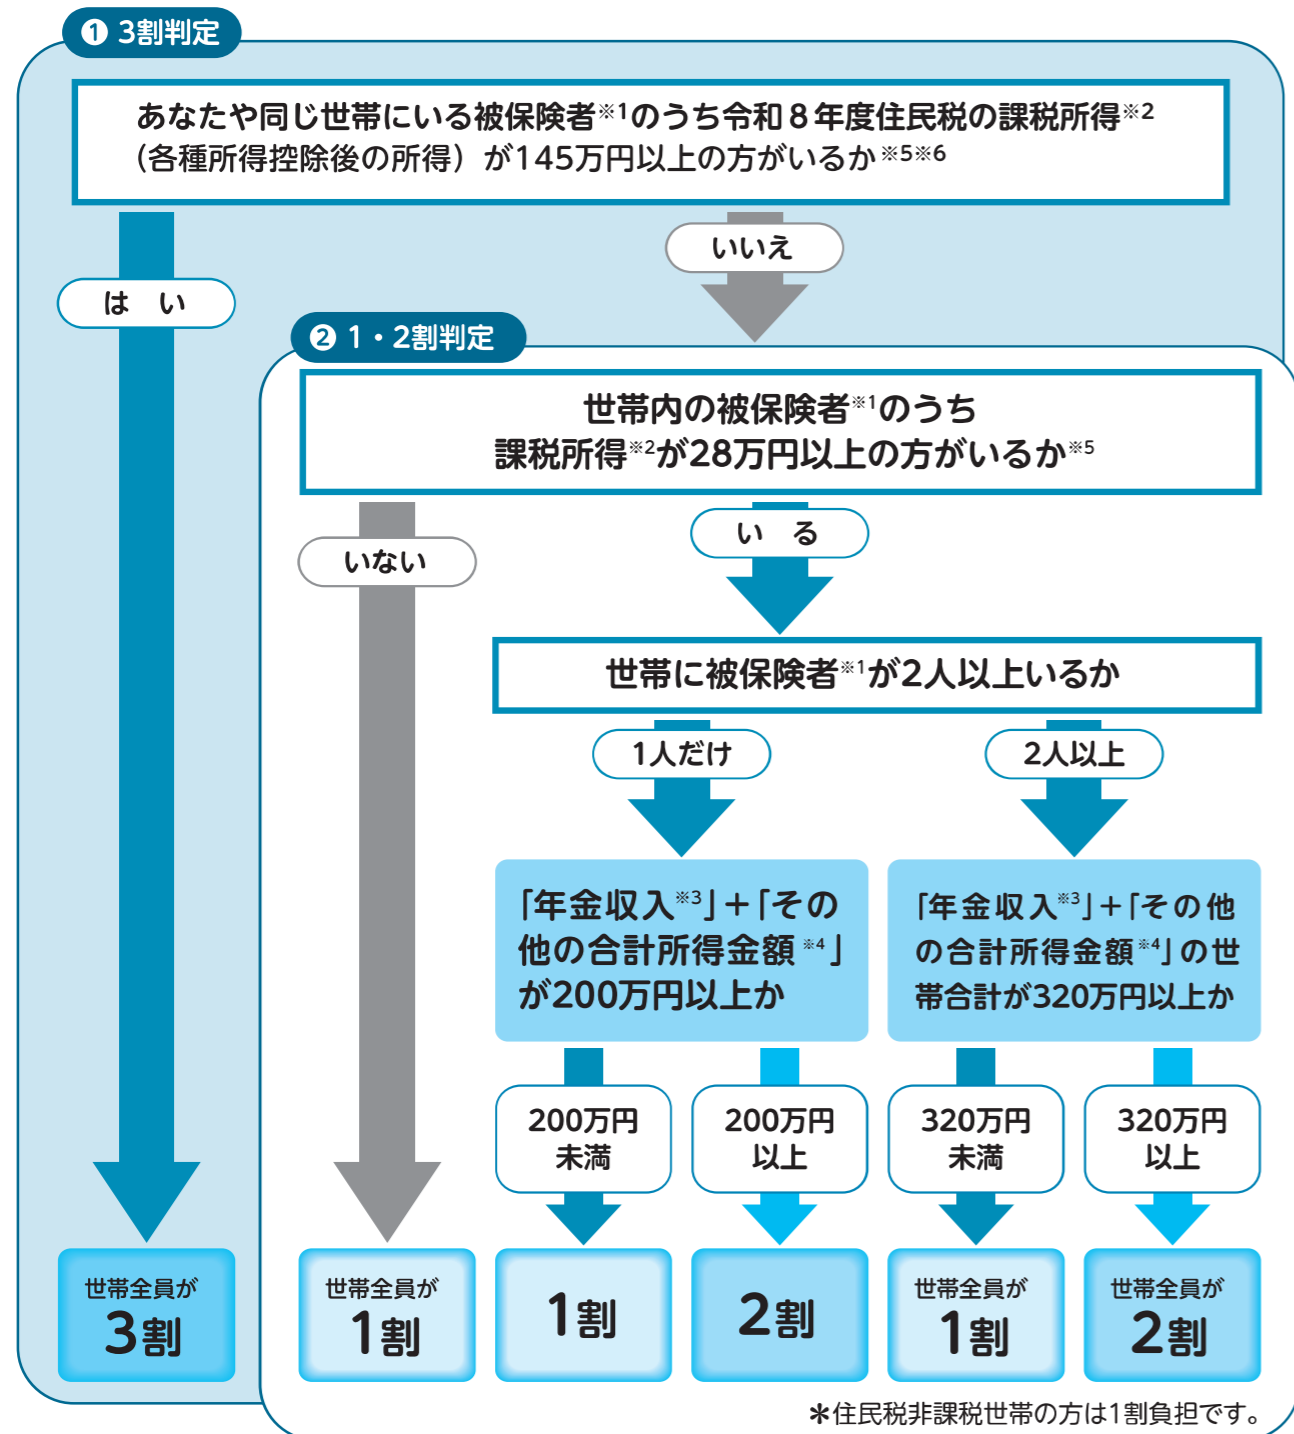 ❶ 3割判定
あなたや同じ世帯にいる被保険者※1のうち令和8年度住民税の課税所得※2
（各種所得控除後の所得）が145万円以上の方がいるか※5※6
いいえ
は い
❷ 1・2割判定
世帯内の被保険者※1のうち
課税所得※2が28万円以上の方がいるか※5
い る
いない
世帯に被保険者※1が2人以上いるか
1人だけ
2人以上
「年金収入※3」＋「その
他の合計所得金額※4」
が200万円以上か
「年金収入※3」＋「その他
の合計所得金額※4」の世
帯合計が320万円以上か
200万円
未満
200万円
以上
320万円
未満
320万円
以上
世帯全員が
3割
世帯全員が
1割
1割
2割
世帯全員が
1割
世帯全員が
2割
＊住民税非課税世帯の方は1割負担です。